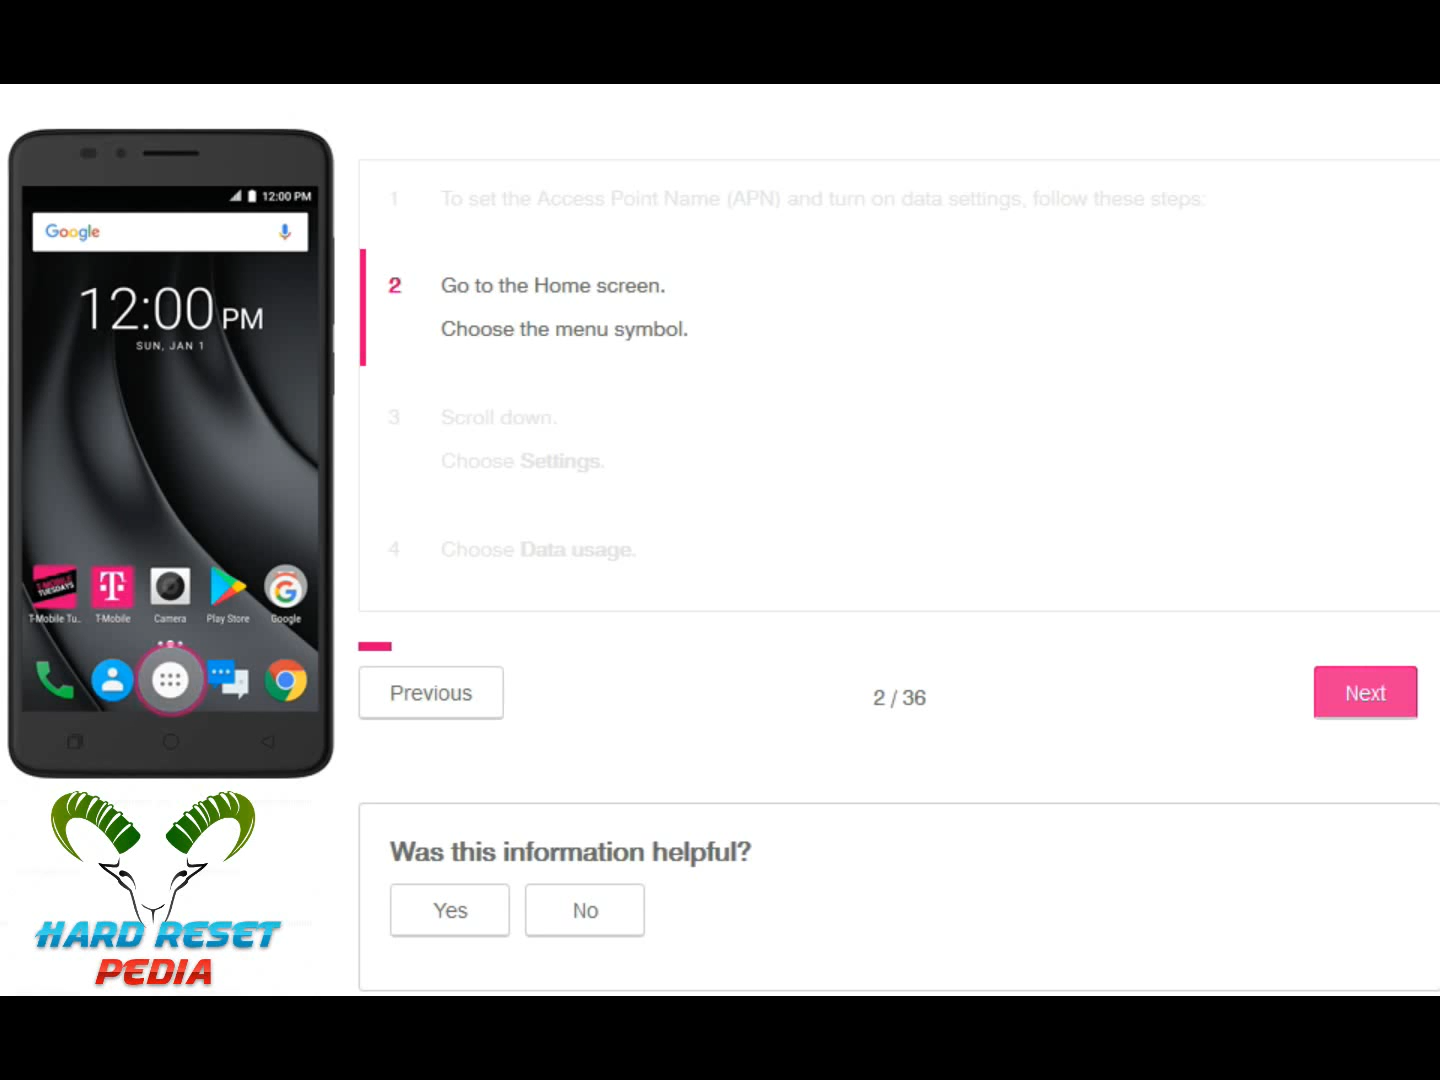 12:00 PM
Google
12:00 PM
SUN, JAN 1
T-MOBILE
TUESDAYS
T-Mobile Tu..
T-Mobile
Camera
Play Store
Google
HARD RESET
PEDIA
1 To set the Access Point Name (APN) and turn on data settings, follow these steps:
2 Go to the Home screen.
Choose the menu symbol.
3 Scroll down.
Choose Settings.
4 Choose Data usage.
Previous
2 / 36
Next
Was this information helpful?
Yes
No